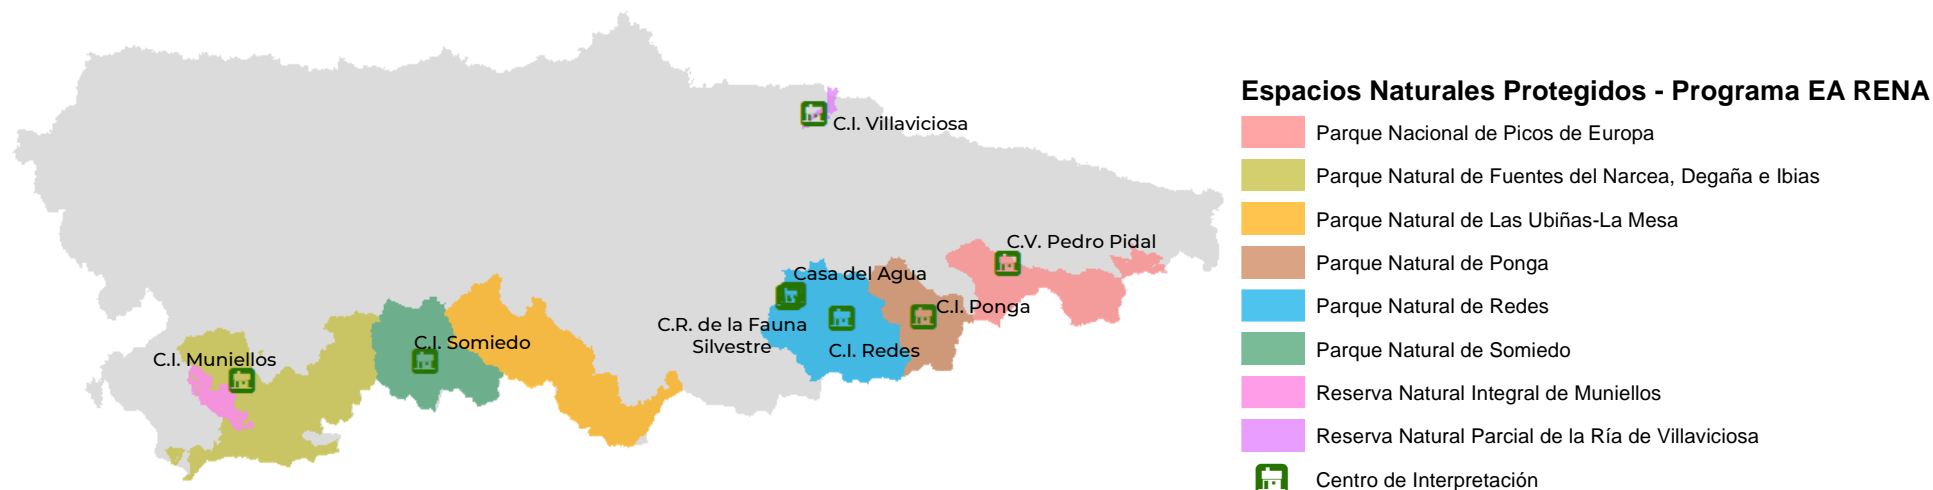 C.I. Villaviciosa
C.V. Pedro Pidal
Casa del Agua
C.I. Ponga
C.R. de la Fauna
Silvestre
C.I. Redes
C.I. Somiedo
C.I. Muniellos
Espacios Naturales Protegidos - Programa EA RENA
Parque Nacional de Picos de Europa
Parque Natural de Fuentes del Narcea, Degaña e Ibias
Parque Natural de Las Ubiñas-La Mesa
Parque Natural de Ponga
Parque Natural de Redes
Parque Natural de Somiedo
Reserva Natural Integral de Muniellos
Reserva Natural Parcial de la Ría de Villaviciosa
Centro de Interpretación